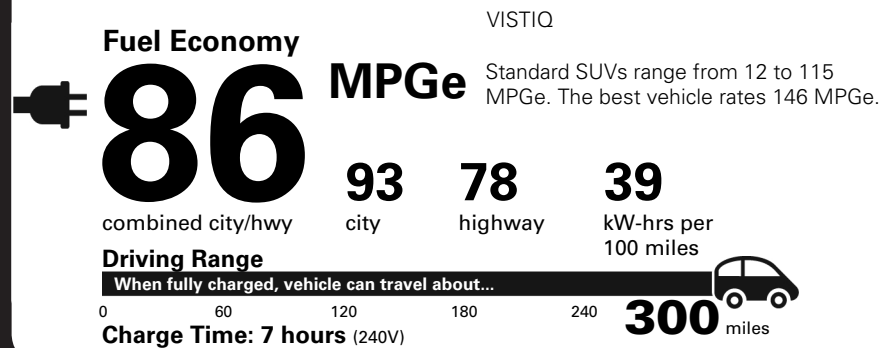 VISTIQ
Fuel Economy
86
MPGe
Standard SUVs range from 12 to 115
MPGe. The best vehicle rates 146 MPGe.
93 78 39
combined city/hwy city highway kW-hrs per
100 miles
Driving Range
When fully charged, vehicle can travel about...
0 60 120 180 240 300 miles
Charge Time: 7 hours (240V)